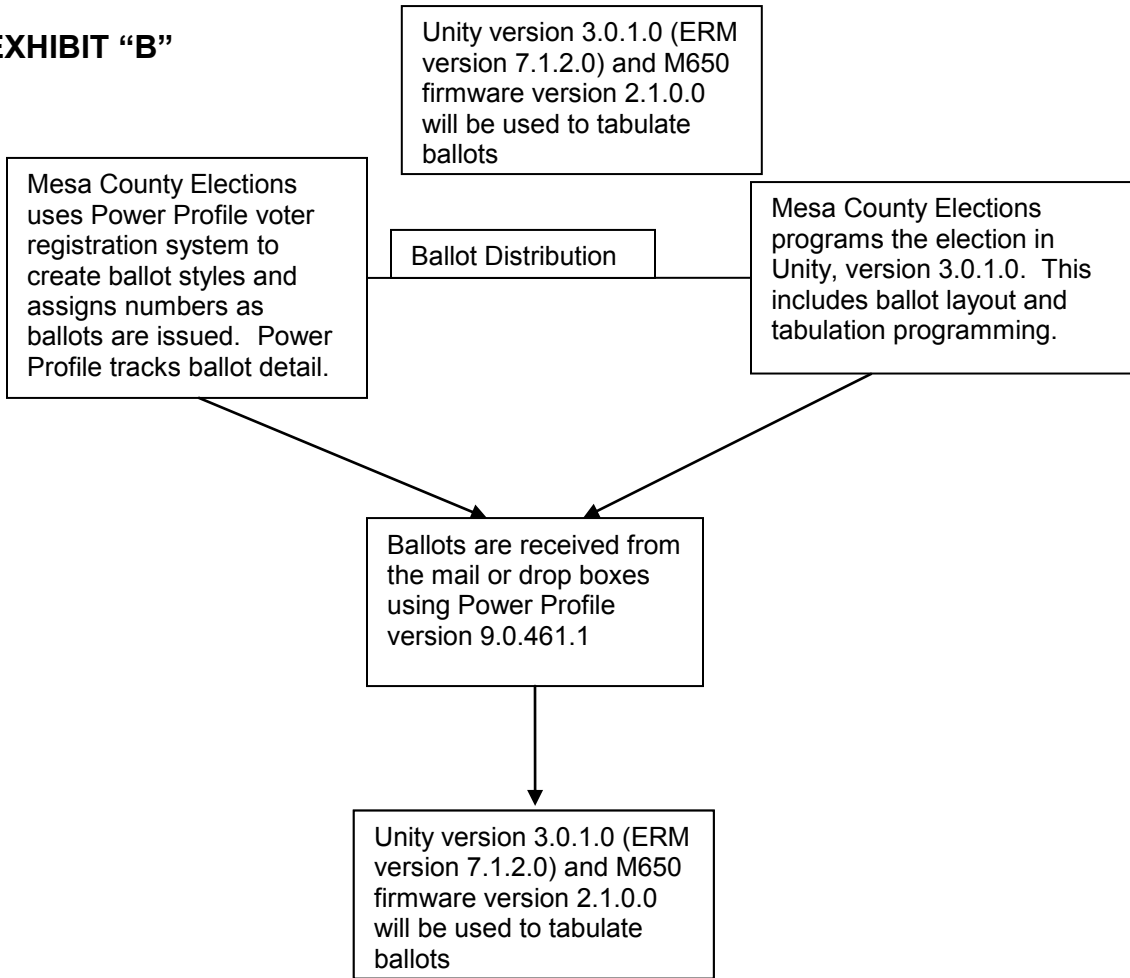 EXHIBIT “B”
Unity version 3.0.1.0 (ERM
version 7.1.2.0) and M650
firmware version 2.1.0.0
will be used to tabulate
ballots
Mesa County Elections
uses Power Profile voter
registration system to
create ballot styles and
assigns numbers as
ballots are issued.  Power
Profile tracks ballot detail.
Ballot Distribution
Mesa County Elections
programs the election in
Unity, version 3.0.1.0.  This
includes ballot layout and
tabulation programming.
Ballots are received from
the mail or drop boxes
using Power Profile
version 9.0.461.1
Unity version 3.0.1.0 (ERM
version 7.1.2.0) and M650
firmware version 2.1.0.0
will be used to tabulate
ballots